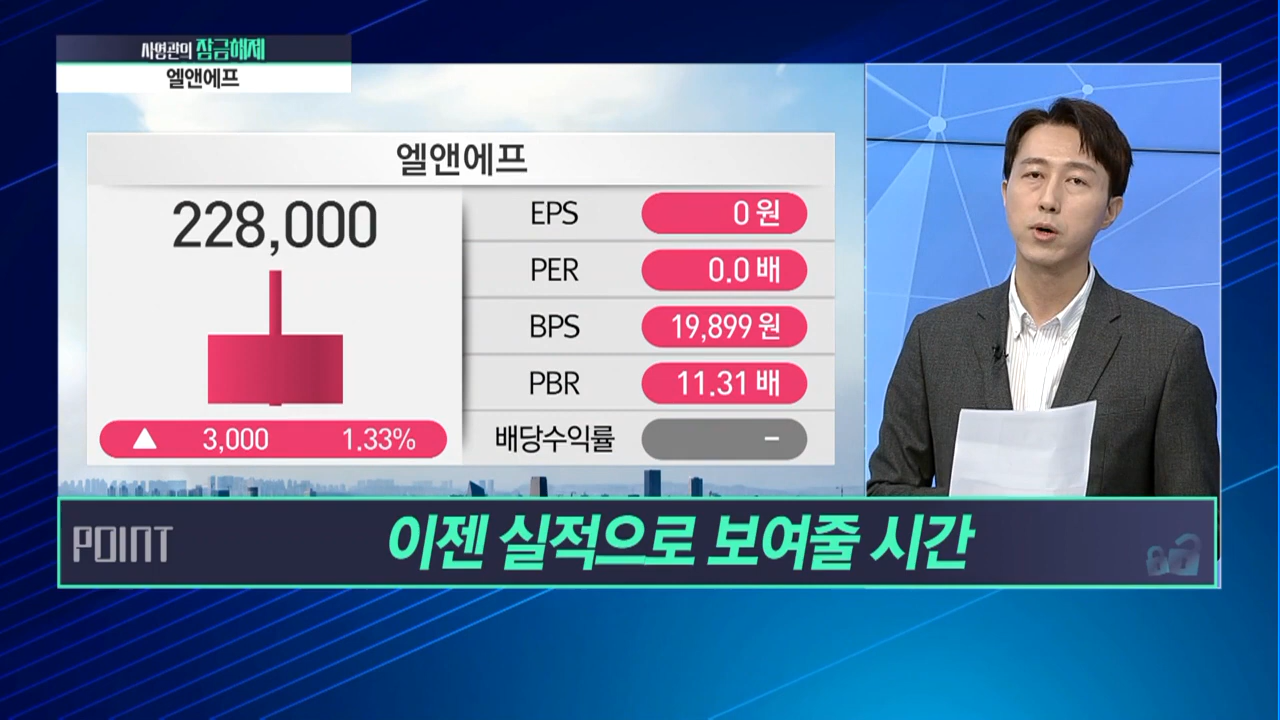 사영관의 잠금해제
엘앤에프
엘앤에프
228,000
▲ 3,000 1.33%
EPS 0 원
PER 0.0 배
BPS 19,899 원
PBR 11.31 배
배당수익률 -
POINT 이젠 실적으로 보여줄 시간